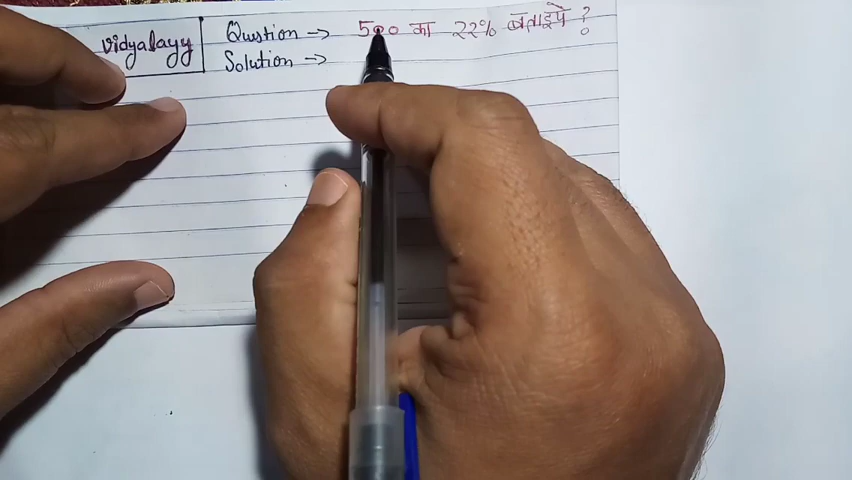 vidyalayy
Qustion → 500 का 22% बताइये ?
Solution →